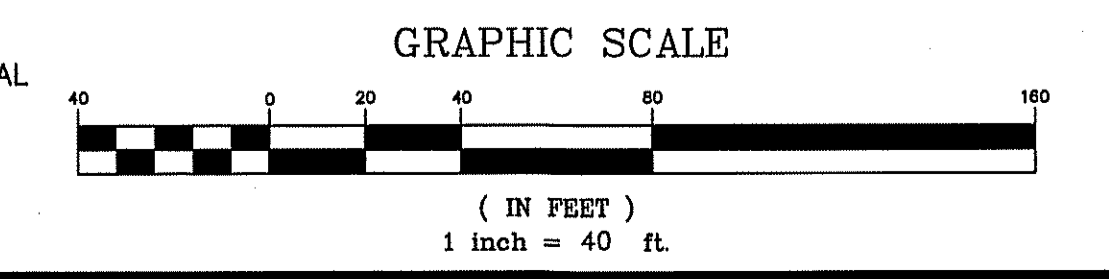 GRAPHIC SCALE
AL
40 0 20 40 80 160
( IN FEET )
1 inch = 40 ft.